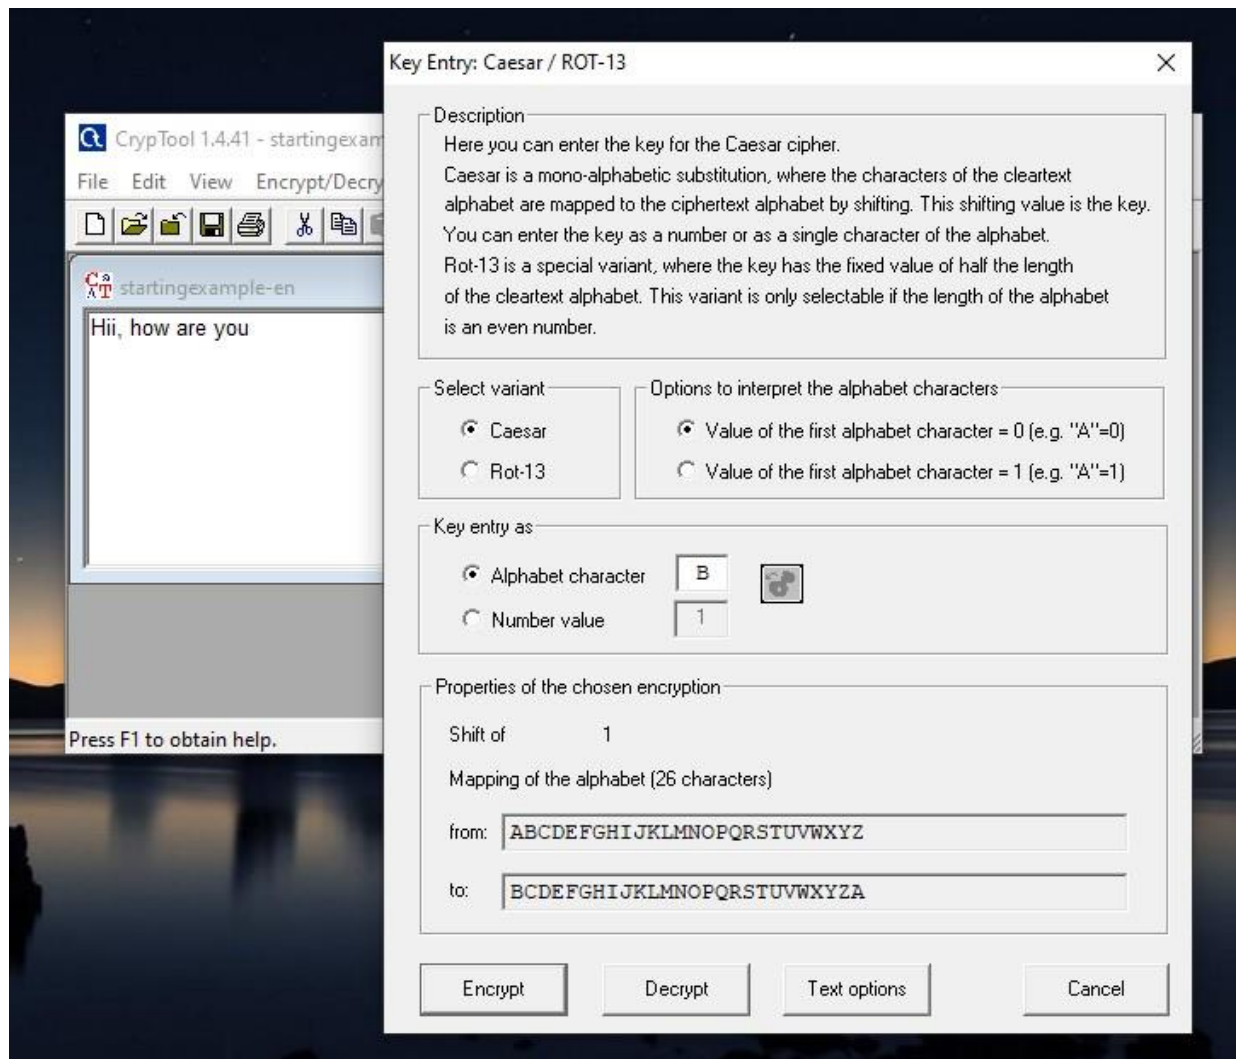 Key Entry: Caesar / ROT-13
CrypTool 1.4.41 - startingexam
File Edit View Encrypt/Decry
startingexample-en
Hii, how are you
Press F1 to obtain help.
Description
Here you can enter the key for the Caesar cipher.
Caesar is a mono-alphabetic substitution, where the characters of the cleartext
alphabet are mapped to the ciphertext alphabet by shifting. This shifting value is the key.
You can enter the key as a number or as a single character of the alphabet.
Rot-13 is a special variant, where the key has the fixed value of half the length
of the cleartext alphabet. This variant is only selectable if the length of the alphabet
is an even number.
Select variant
Caesar
Rot-13
Options to interpret the alphabet characters
Value of the first alphabet character = 0 (e.g. "A"=0)
Value of the first alphabet character = 1 (e.g. "A"=1)
Key entry as
Alphabet character B
Number value 1
Properties of the chosen encryption
Shift of 1
Mapping of the alphabet (26 characters)
from: ABCDEFGHIJKLMNOPQRSTUVWXYZ
to: BCDEFGHIJKLMNOPQRSTUVWXYZA
Encrypt Decrypt Text options Cancel